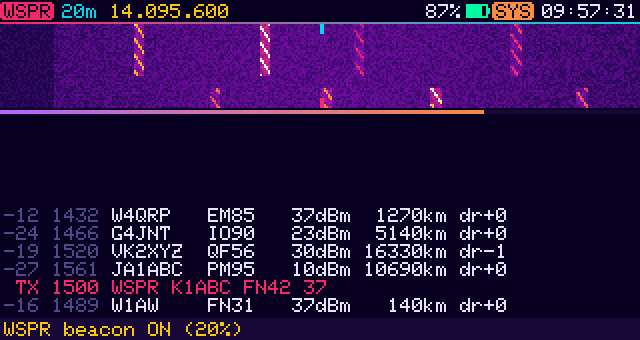 WSPR 20m 14.095.600 87% SYS 09:57:31
-12 1432 W4QRP EM85 37dBm 1270km dr+0
-24 1466 G4JNT IO90 23dBm 5140km dr+0
-19 1520 VK2XYZ QF56 30dBm 16330km dr-1
-27 1561 JA1ABC PM95 10dBm 10690km dr+0
TX 1500 WSPR K1ABC FN42 37
-16 1489 W1AW FN31 37dBm 140km dr+0
WSPR beacon ON (20%)